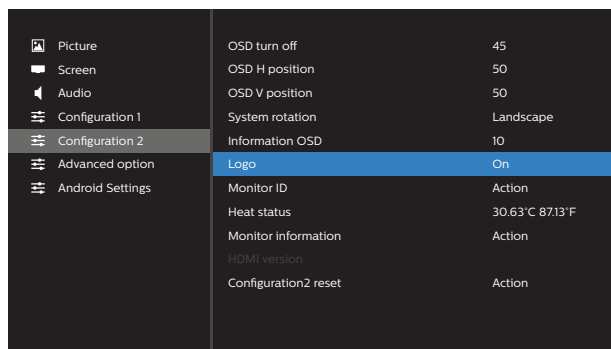 Picture
Screen
Audio
Configuration 1
Configuration 2
Advanced option
Android Settings
OSD turn off 45
OSD H position 50
OSD V position 50
System rotation Landscape
Information OSD 10
Logo On
Monitor ID Action
Heat status 30.63°C 87.13°F
Monitor information Action
HDMI version
Configuration2 reset Action